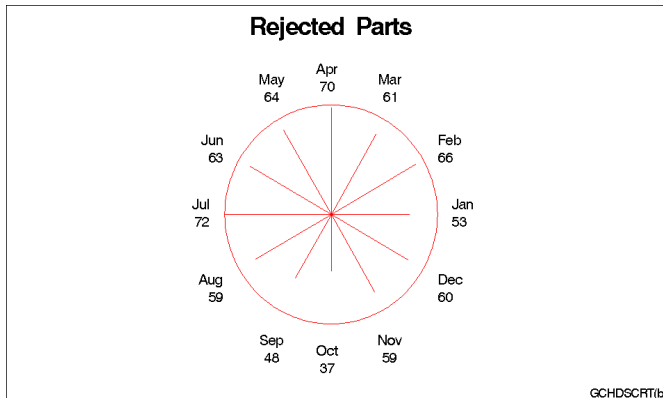 Rejected Parts
Apr
70
May
64
Mar
61
Jun
63
Feb
66
Jul
72
Jan
53
Aug
59
Dec
60
Sep
48
Oct
37
Nov
59
GCHDSCRT(b